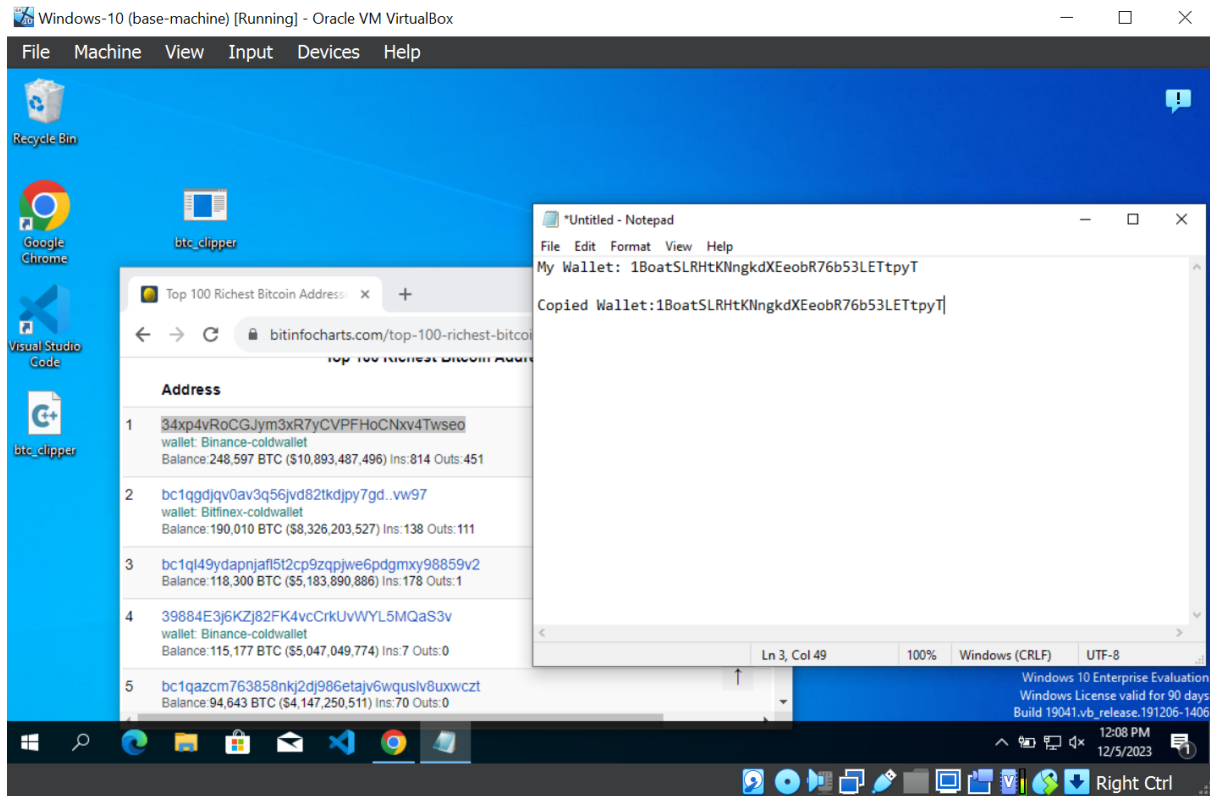 Windows-10 (base-machine) [Running] - Oracle VM VirtualBox
File Machine View Input Devices Help
Recycle Bin
Google Chrome
btc_clipper
Visual Studio Code
btc_clipper
Top 100 Richest Bitcoin Address
bitinfocharts.com/top-100-richest-bitcoi
Top 100 Richest Bitcoin Addre
Address
1 34xp4vRoCGJym3xR7yCVPFHoCNxv4Twseo
wallet: Binance-coldwallet
Balance:248,597 BTC ($10,893,487,496) Ins:814 Outs:451
2 bc1qgdjqv0av3q56jvd82tkdjpy7gd..vw97
wallet: Bitfinex-coldwallet
Balance:190,010 BTC ($8,326,203,527) Ins:138 Outs:111
3 bc1ql49ydapnjafl5t2cp9zqpjwe6pdgmxy98859v2
Balance:118,300 BTC ($5,183,890,886) Ins:178 Outs:1
4 39884E3j6KZj82FK4vcCrkUvWYL5MQaS3v
wallet: Binance-coldwallet
Balance:115,177 BTC ($5,047,049,774) Ins:7 Outs:0
5 bc1qazcm763858nkj2dj986etajv6wquslv8uxwczt
Balance:94,643 BTC ($4,147,250,511) Ins:70 Outs:0
*Untitled - Notepad
File Edit Format View Help
My Wallet: 1BoatSLRHtKNngkdXEeobR76b53LETtpyT
Copied Wallet:1BoatSLRHtKNngkdXEeobR76b53LETtpyT
Ln 3, Col 49 100% Windows (CRLF) UTF-8
Windows 10 Enterprise Evaluation
Windows License valid for 90 days
Build 19041.vb_release.191206-1406
12:08 PM
12/5/2023
1
Right Ctrl